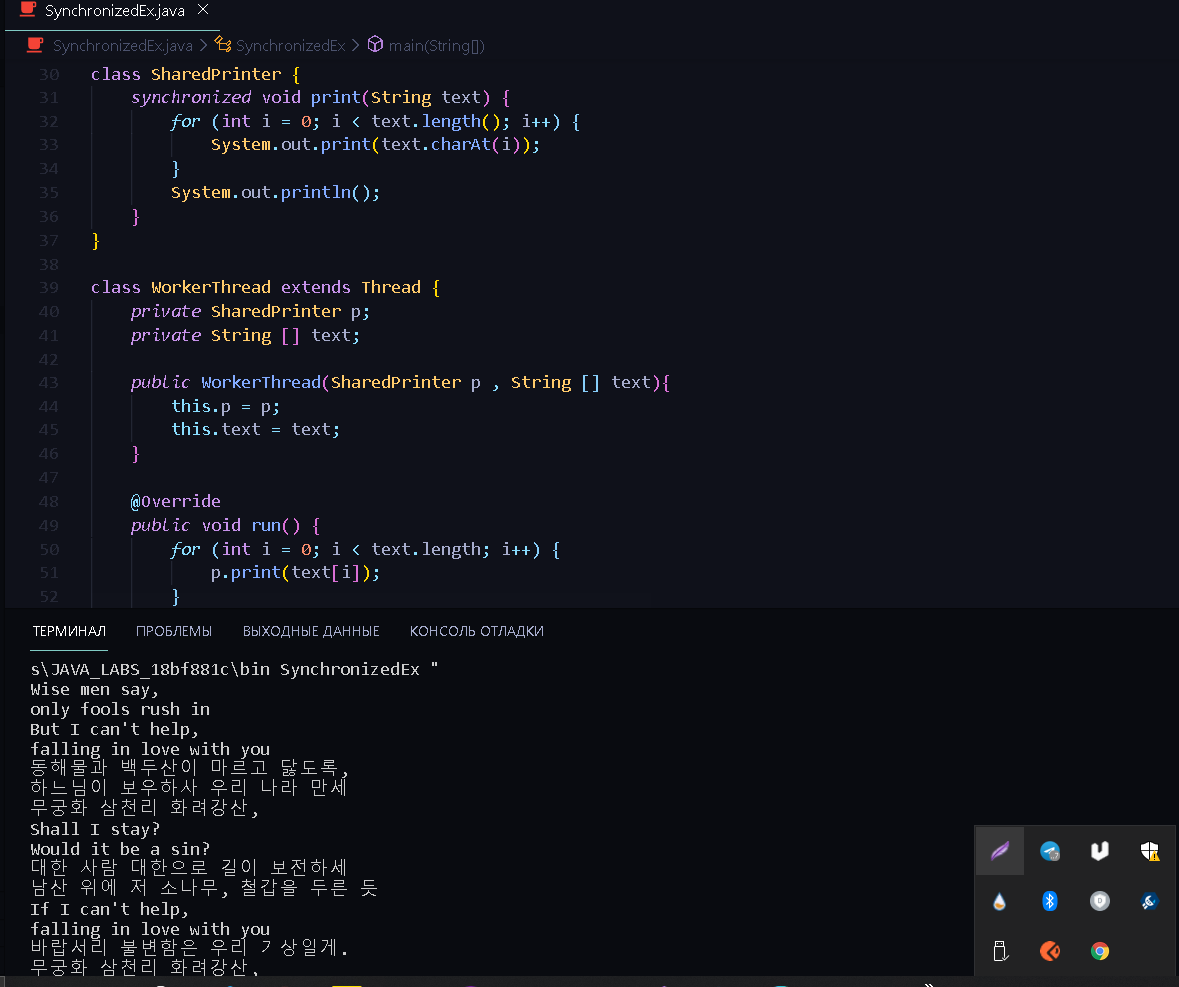 SynchronizedEx.java
SynchronizedEx.java > SynchronizedEx > main(String[])
30 class SharedPrinter {
31 synchronized void print(String text) {
32 for (int i = 0; i < text.length(); i++) {
33 System.out.print(text.charAt(i));
34 }
35 System.out.println();
36 }
37 }
38
39 class WorkerThread extends Thread {
40 private SharedPrinter p;
41 private String [] text;
42
43 public WorkerThread(SharedPrinter p , String [] text){
44 this.p = p;
45 this.text = text;
46 }
47
48 @Override
49 public void run() {
50 for (int i = 0; i < text.length; i++) {
51 p.print(text[i]);
52 }
ТЕРМИНАЛ ПРОБЛЕМЫ ВЫХОДНЫЕ ДАННЫЕ КОНСОЛЬ ОТЛАДКИ
s\JAVA_LABS_18bf881c\bin SynchronizedEx "
Wise men say,
only fools rush in
But I can't help,
falling in love with you
동해물과 백두산이 마르고 닳도록,
하느님이 보우하사 우리 나라 만세
무궁화 삼천리 화려강산,
Shall I stay?
Would it be a sin?
대한 사람 대한으로 길이 보전하세
남산 위에 저 소나무, 철갑을 두른 듯
If I can't help,
falling in love with you
바람서리 불변함은 우리 기상일게.
무궁화 삼천리 화려강산,